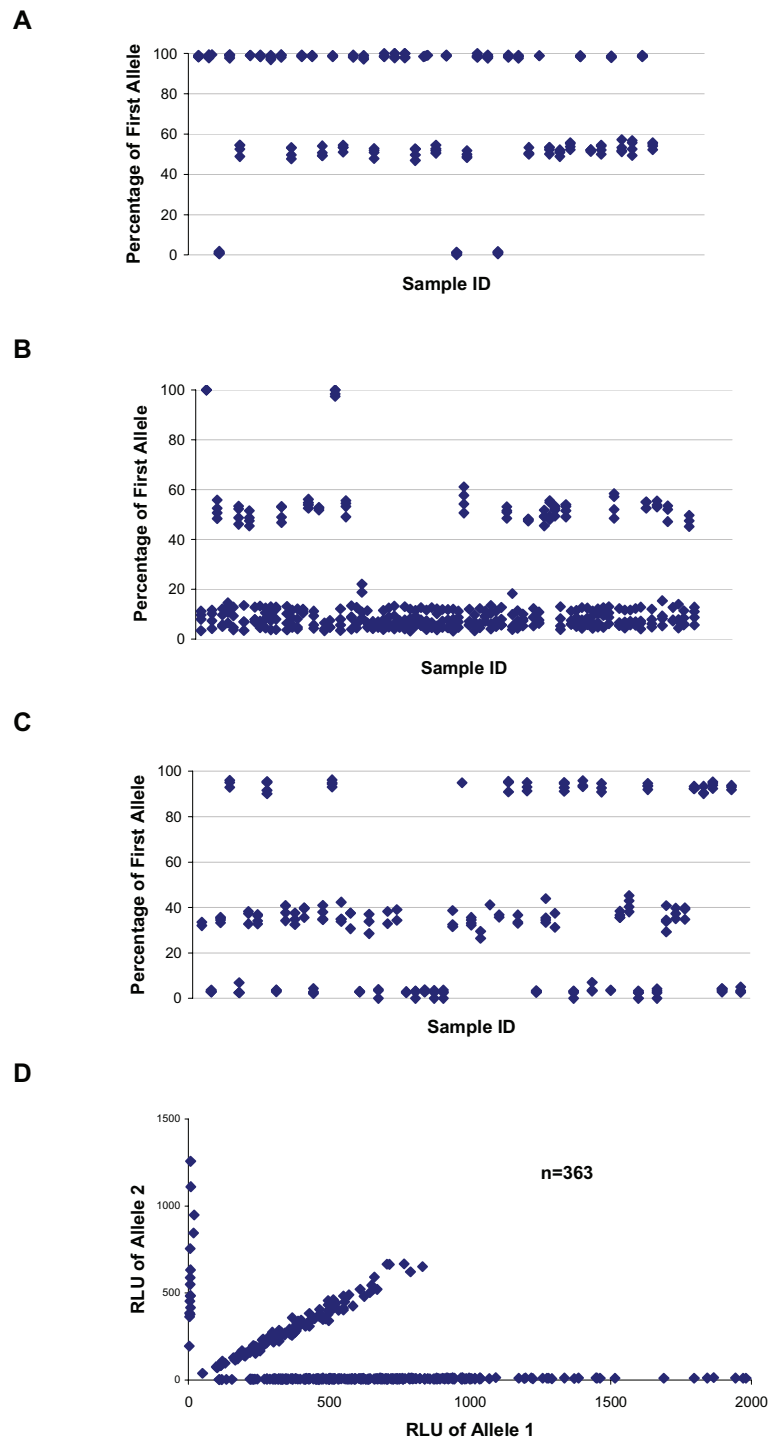 A
Percentage of First Allele
100
80
60
40
20
0
Sample ID
B
Percentage of First Allele
100
80
60
40
20
0
Sample ID
C
Percentage of First Allele
100
80
60
40
20
0
Sample ID
D
RLU of Allele 2
1500
1000
500
0
n=363
0
500
1000
1500
2000
RLU of Allele 1